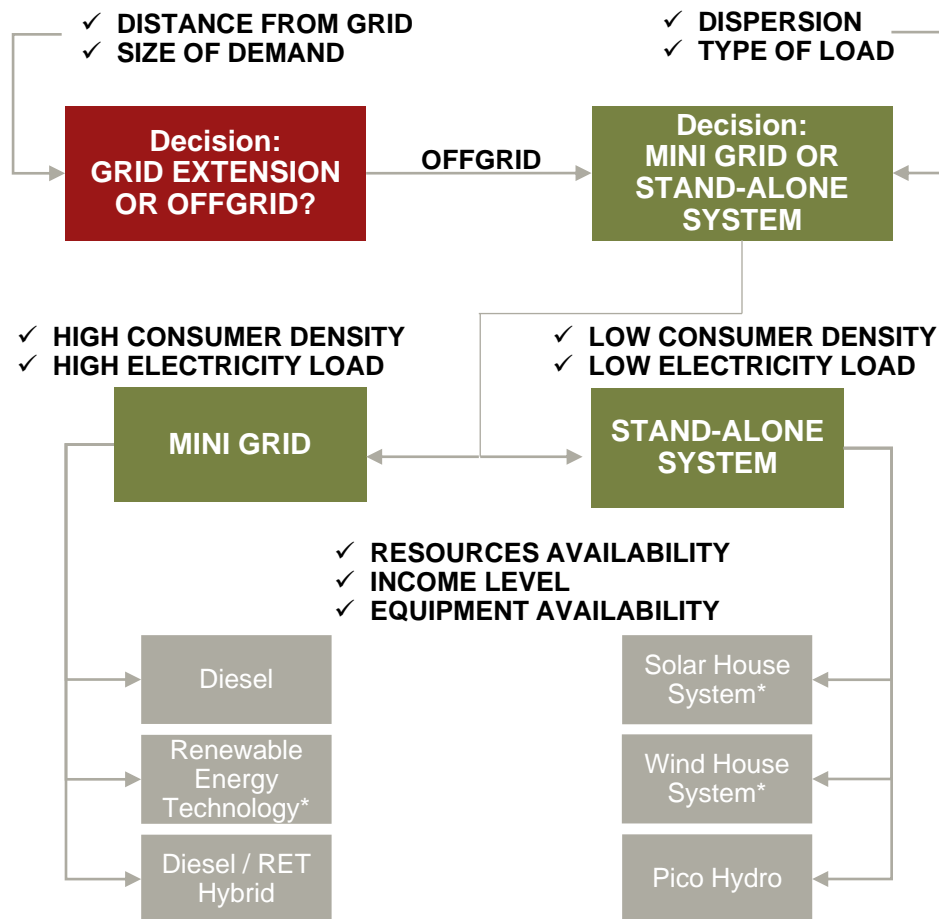 ✓ DISTANCE FROM GRID
✓ SIZE OF DEMAND
✓ DISPERSION
✓ TYPE OF LOAD
Decision:
GRID EXTENSION
OR OFFGRID?
OFFGRID
Decision:
MINI GRID OR
STAND-ALONE
SYSTEM
✓ HIGH CONSUMER DENSITY
✓ HIGH ELECTRICITY LOAD
✓ LOW CONSUMER DENSITY
✓ LOW ELECTRICITY LOAD
MINI GRID
STAND-ALONE
SYSTEM
✓ RESOURCES AVAILABILITY
✓ INCOME LEVEL
✓ EQUIPMENT AVAILABILITY
Diesel
Solar House
System*
Renewable
Energy
Technology*
Wind House
System*
Diesel / RET
Hybrid
Pico Hydro